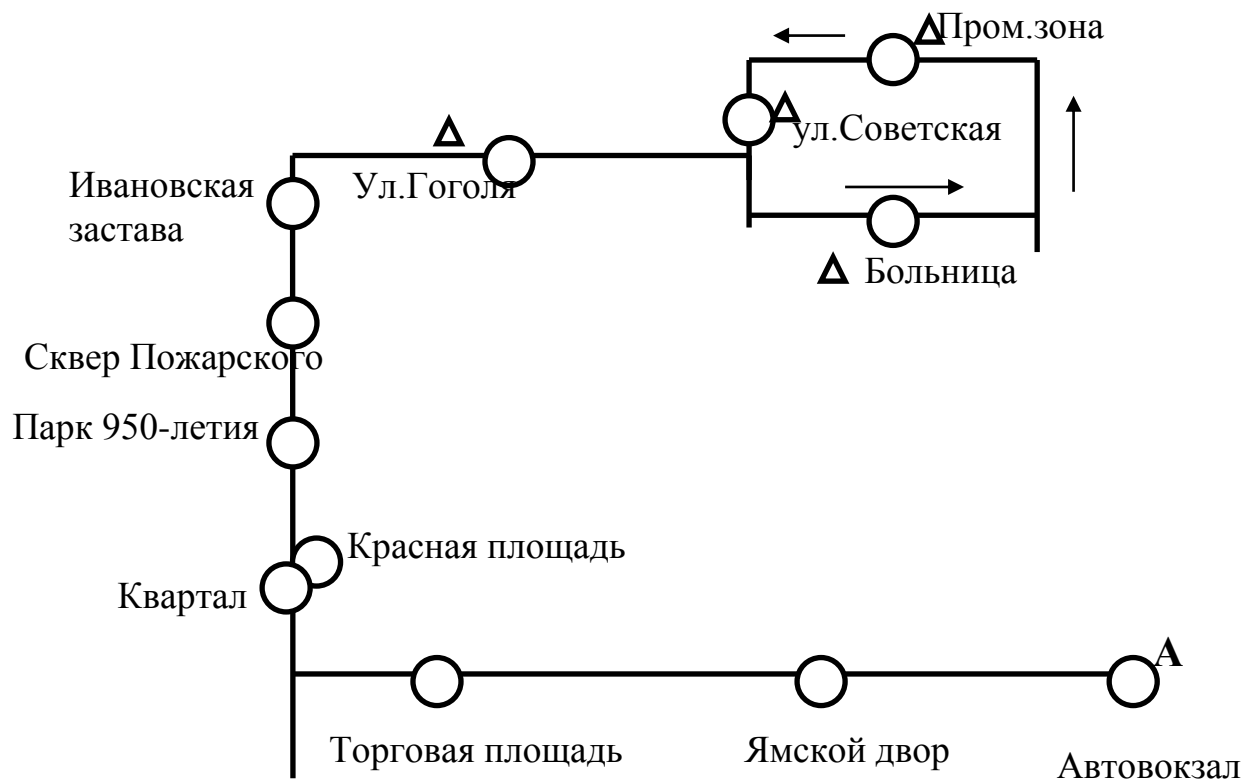 Пром.зона
ул.Советская
Ивановская
застава
Ул.Гоголя
Больница
Сквер Пожарского
Парк 950-летия
Красная площадь
Квартал
А
Торговая площадь
Ямской двор
Автовокзал